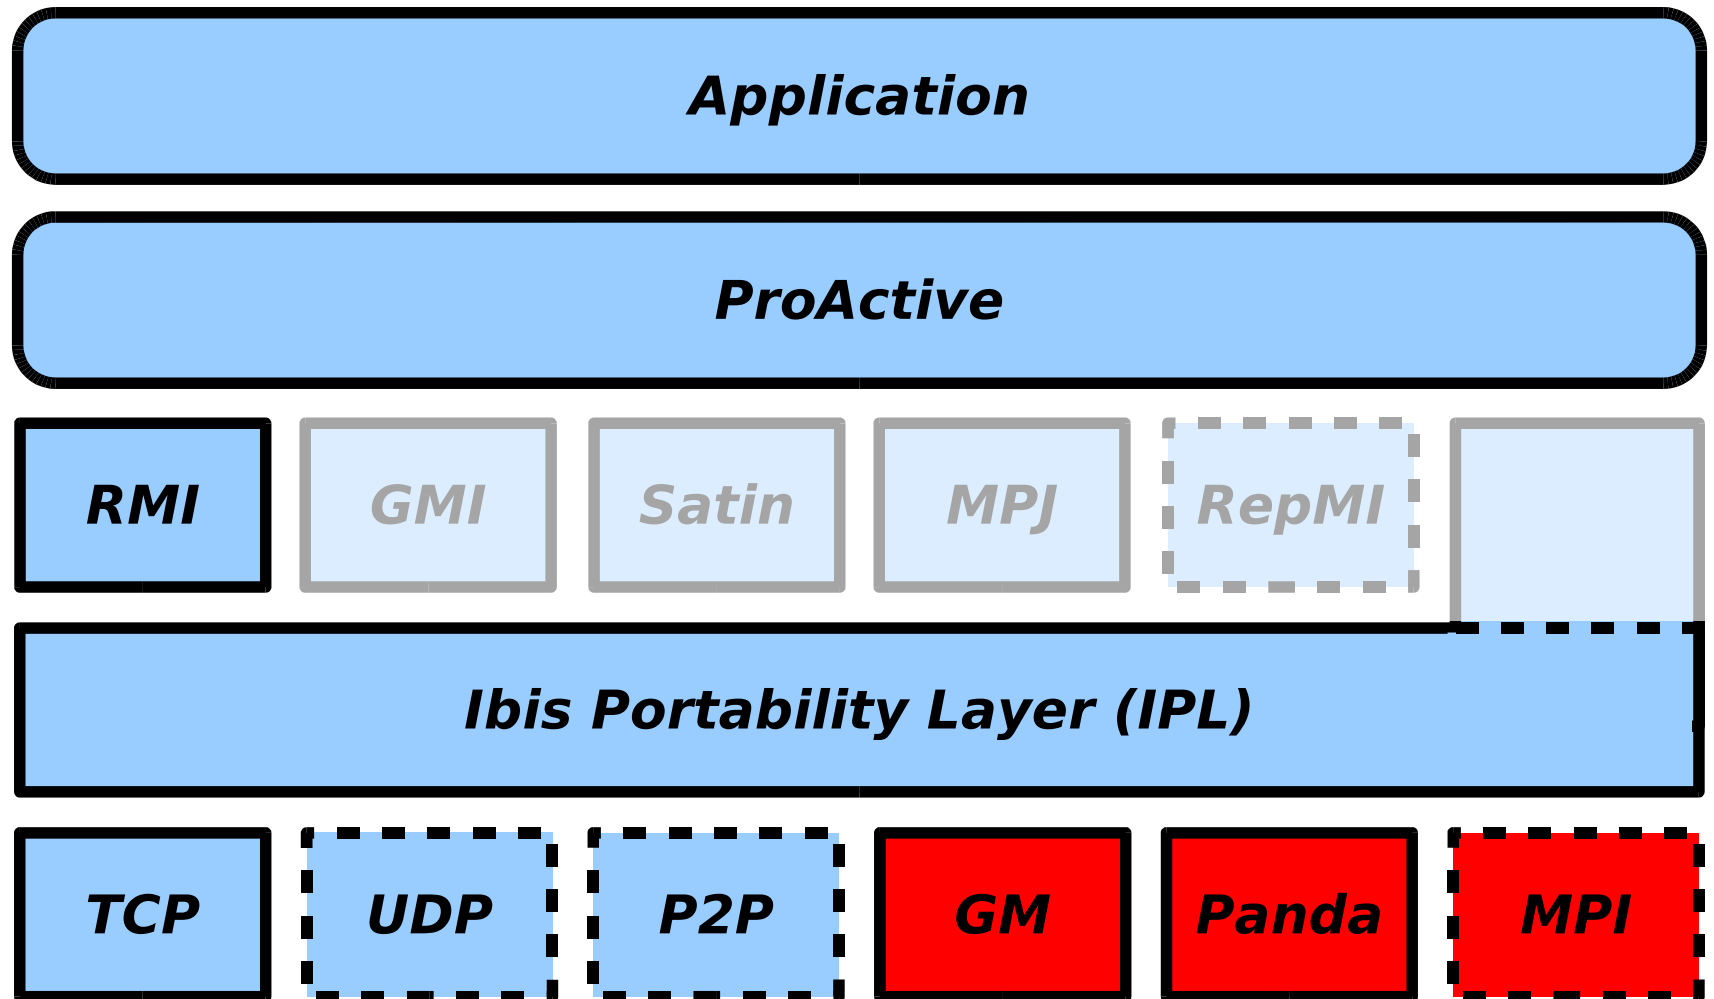 Application
ProActive
RMI GMI Satin MPJ RepMI
Ibis Portability Layer (IPL)
TCP UDP P2P GM Panda MPI